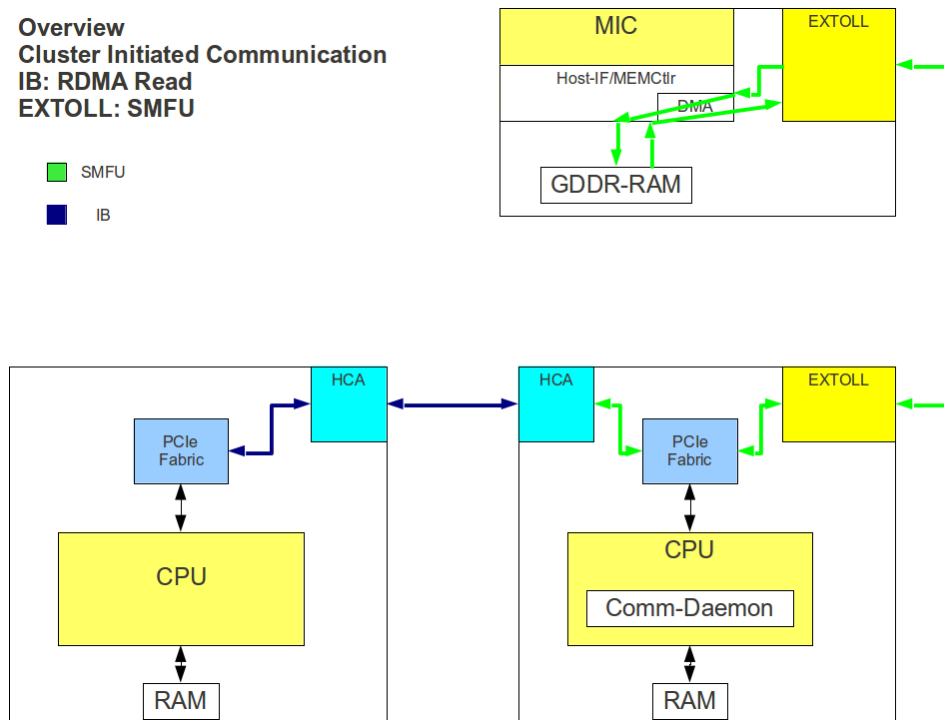 Overview
Cluster Initiated Communication
IB: RDMA Read
EXTOLL: SMFU
SMFU
IB
MIC
EXTOLL
Host-IF/MEMCtlr
DMA
GDDR-RAM
HCA
PCIe
Fabric
CPU
RAM
HCA
EXTOLL
PCIe
Fabric
CPU
Comm-Daemon
RAM